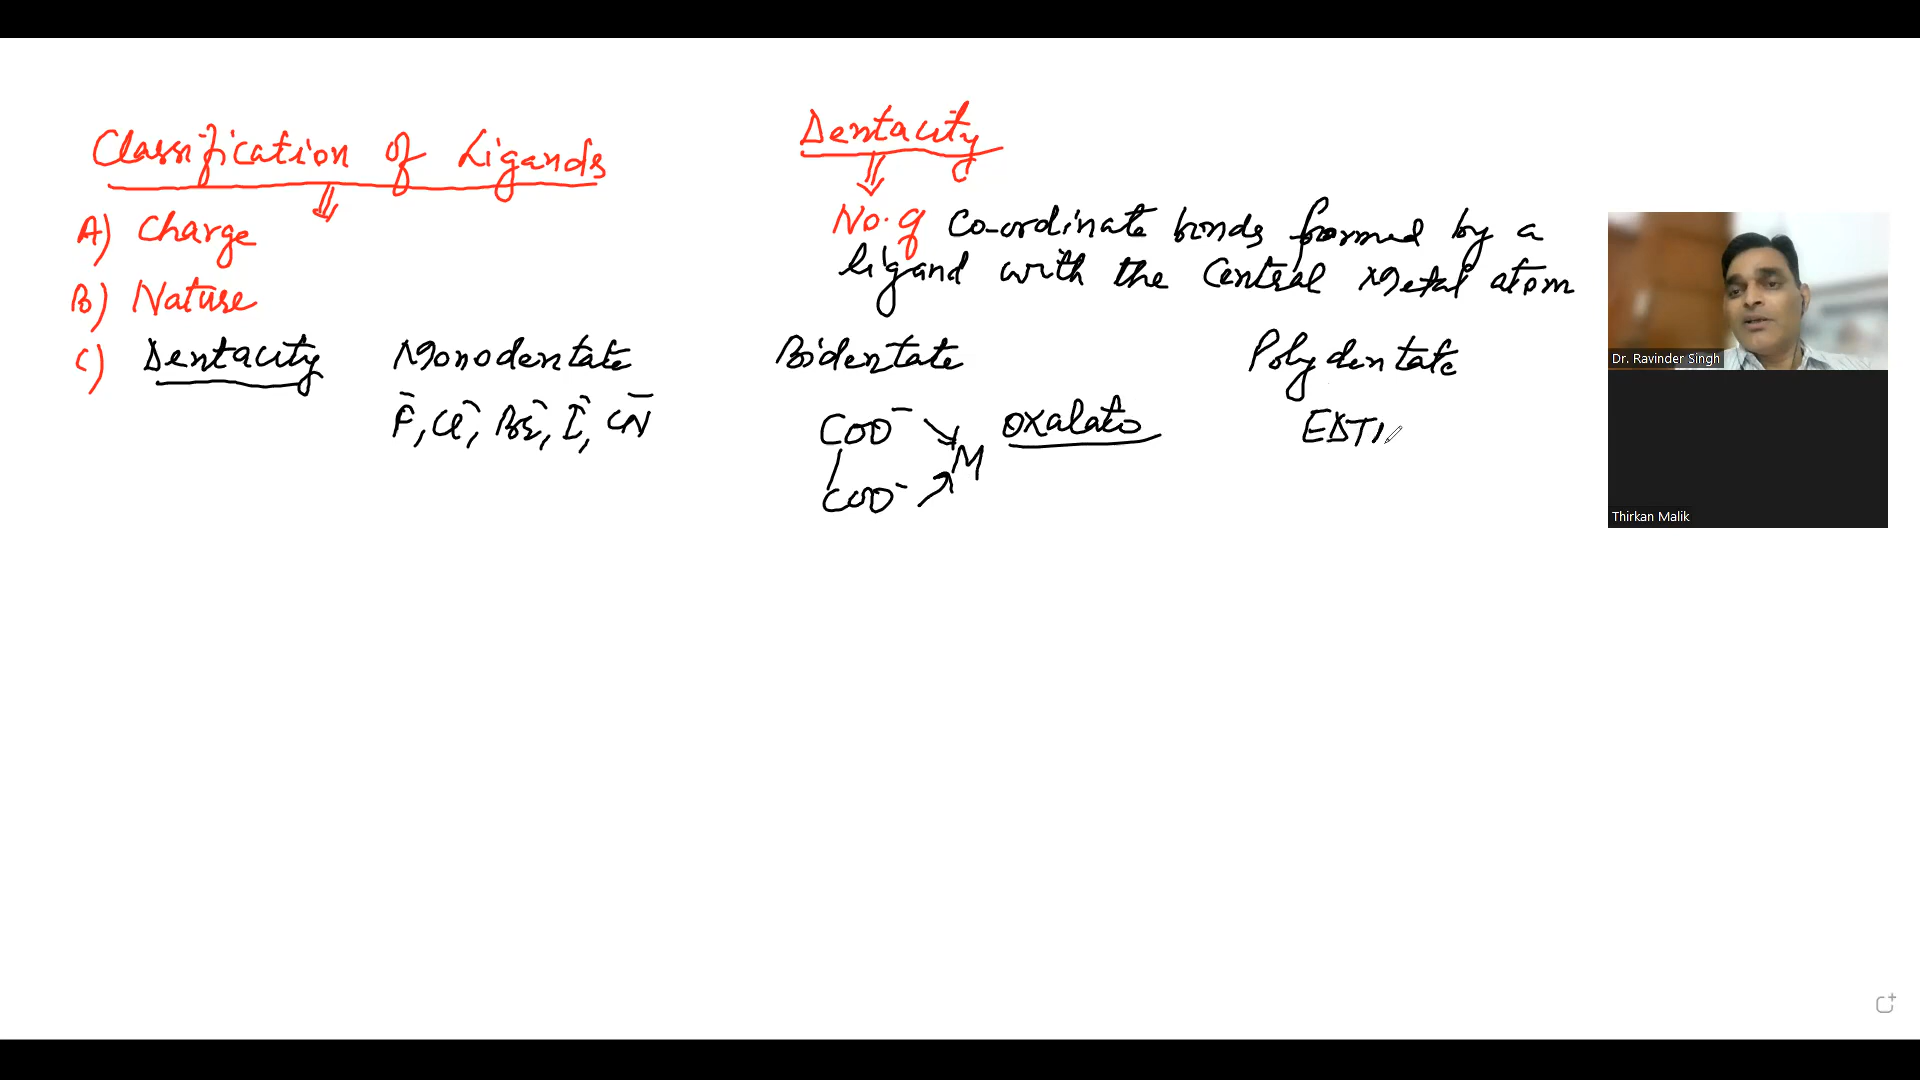 Classification of Ligands
A) Charge
B) Nature
C) Dentacity
Dentacity
No. of Co-ordinate bonds formed by a
ligand with the Central Metal atom
Monodentate
F⁻, Cl⁻, Br⁻, I⁻, CN⁻
Bidentate
COO⁻
M
COO⁻
oxalato
Polydentate
EDTA
Dr. Ravinder Singh
Thirkan Malik